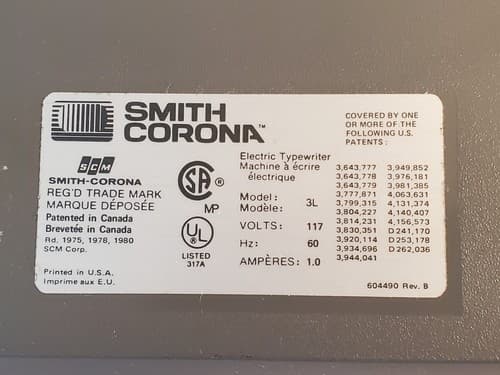 SMITH
CORONA™
SCM
SMITH-CORONA
REG'D TRADE MARK
MARQUE DÉPOSÉE
Patented in Canada
Brevetée in Canada
Rd. 1975, 1978, 1980
SCM Corp.
Printed in U.S.A.
Imprime aux E.U.
SA ®
MP
UL ®
LISTED
317A
Electric Typewriter
Machine à écrire
électrique
Model:
Modèle: 3L
VOLTS: 117
Hz: 60
AMPÈRES: 1.0
COVERED BY ONE
OR MORE OF THE
FOLLOWING U.S.
PATENTS:
3,643,777 3,949,852
3,643,778 3,976,181
3,643,779 3,981,385
3,777,871 4,063,631
3,799,315 4,131,374
3,804,227 4,140,407
3,814,231 4,156,573
3,830,351 D 241,170
3,920,114 D 253,178
3,934,696 D 262,036
3,944,041
604490 Rev. B